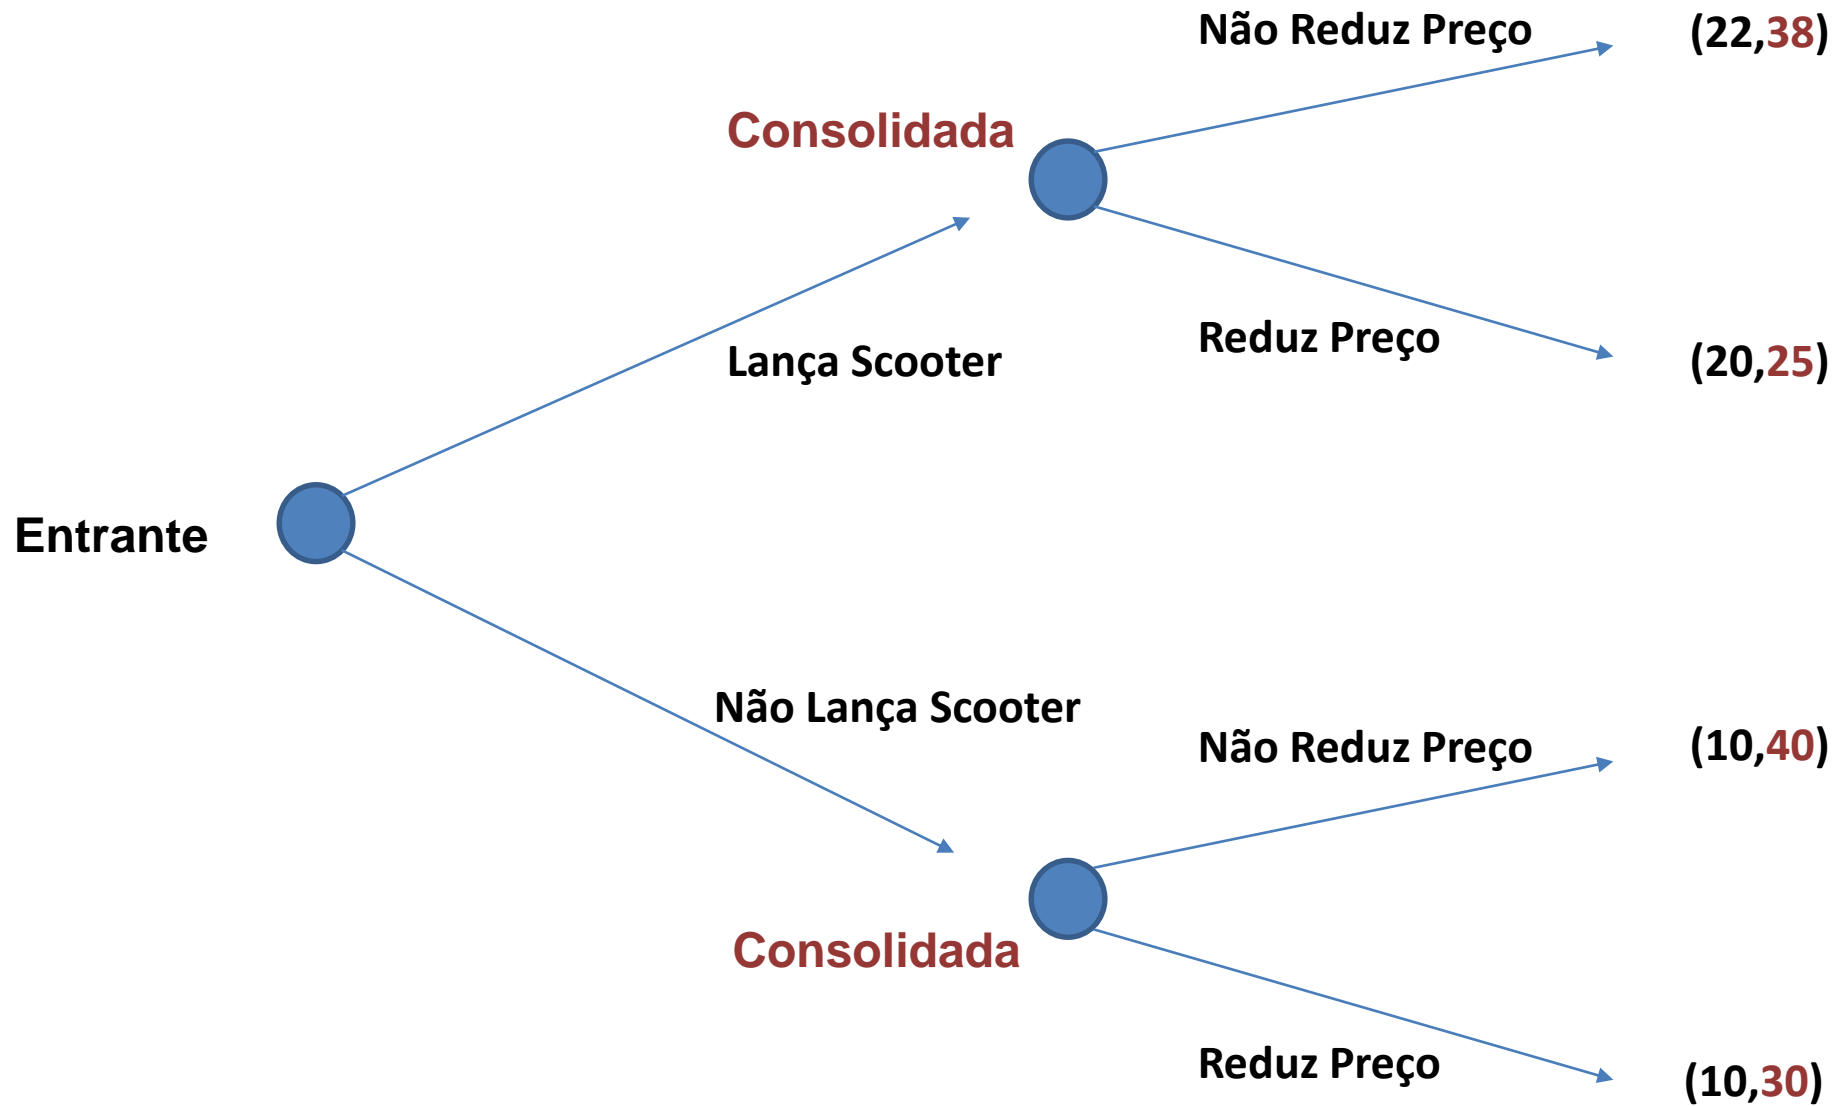 Não Reduz Preço
(22,38)
Consolidada
Reduz Preço
(20,25)
Lança Scooter
Entrante
Não Lança Scooter
Não Reduz Preço
(10,40)
Consolidada
Reduz Preço
(10,30)